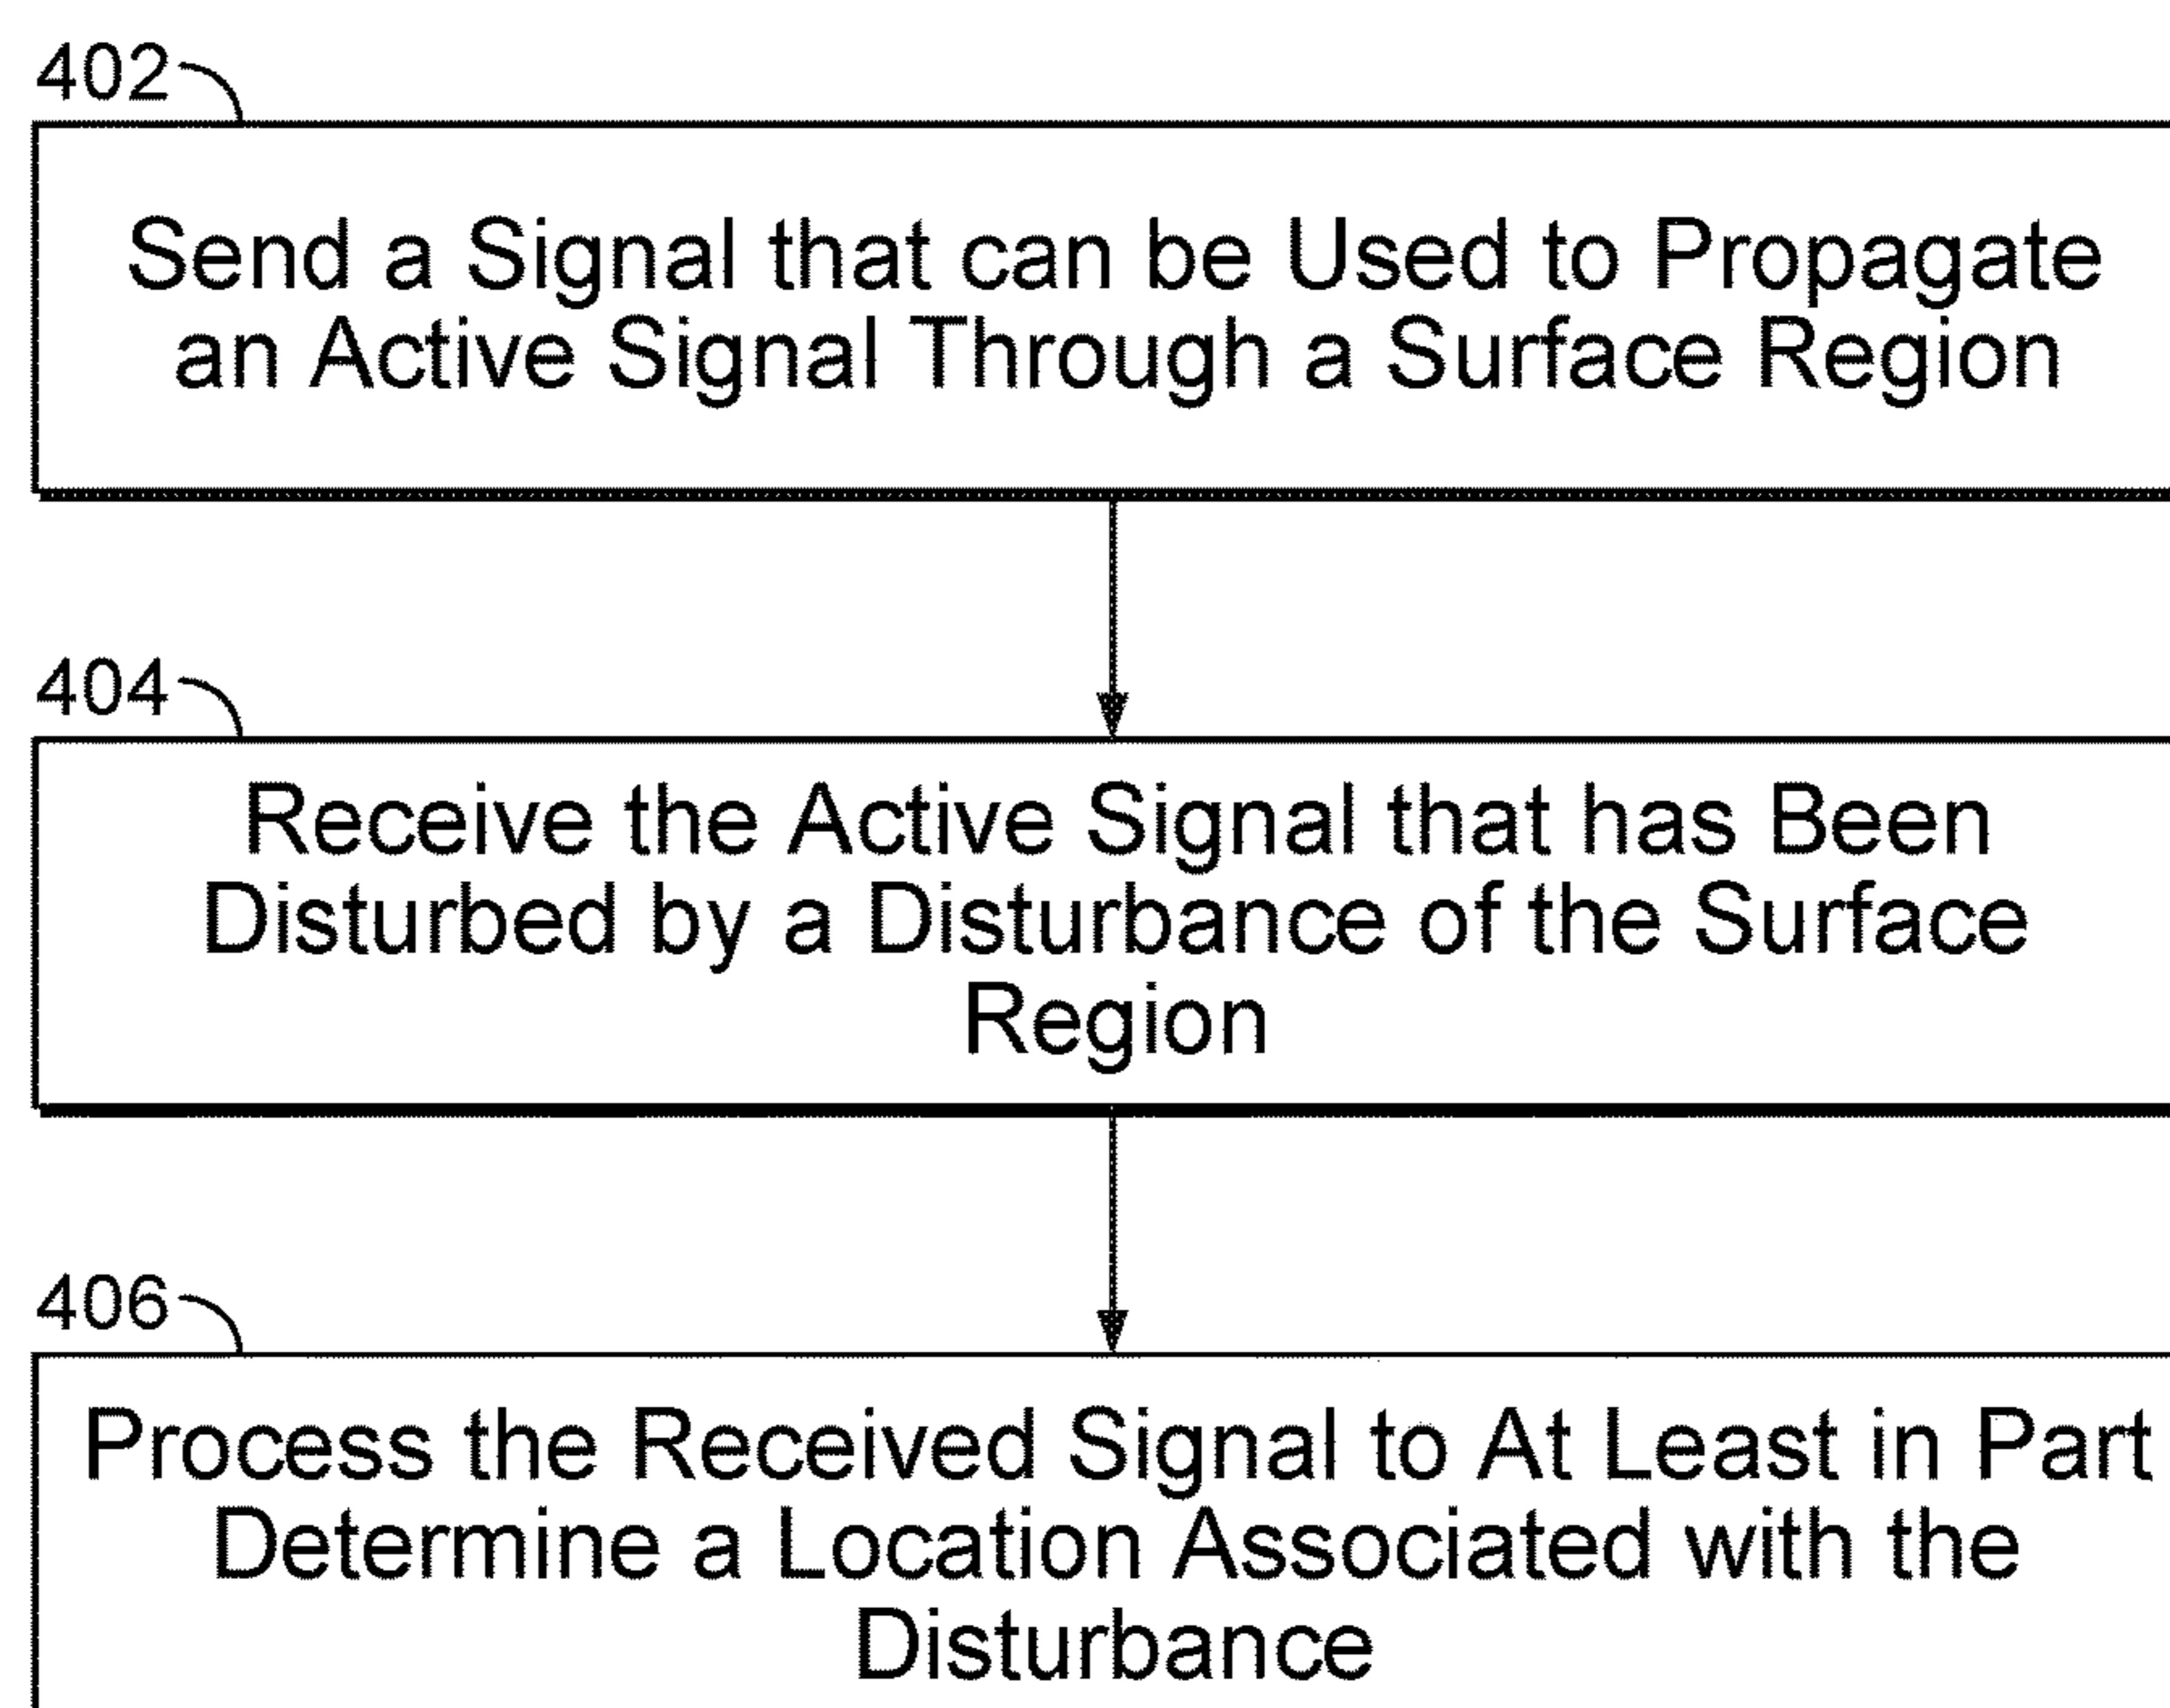 402
Send a Signal that can be Used to Propagate
an Active Signal Through a Surface Region
404
Receive the Active Signal that has Been
Disturbed by a Disturbance of the Surface
Region
406
Process the Received Signal to At Least in Part
Determine a Location Associated with the
Disturbance